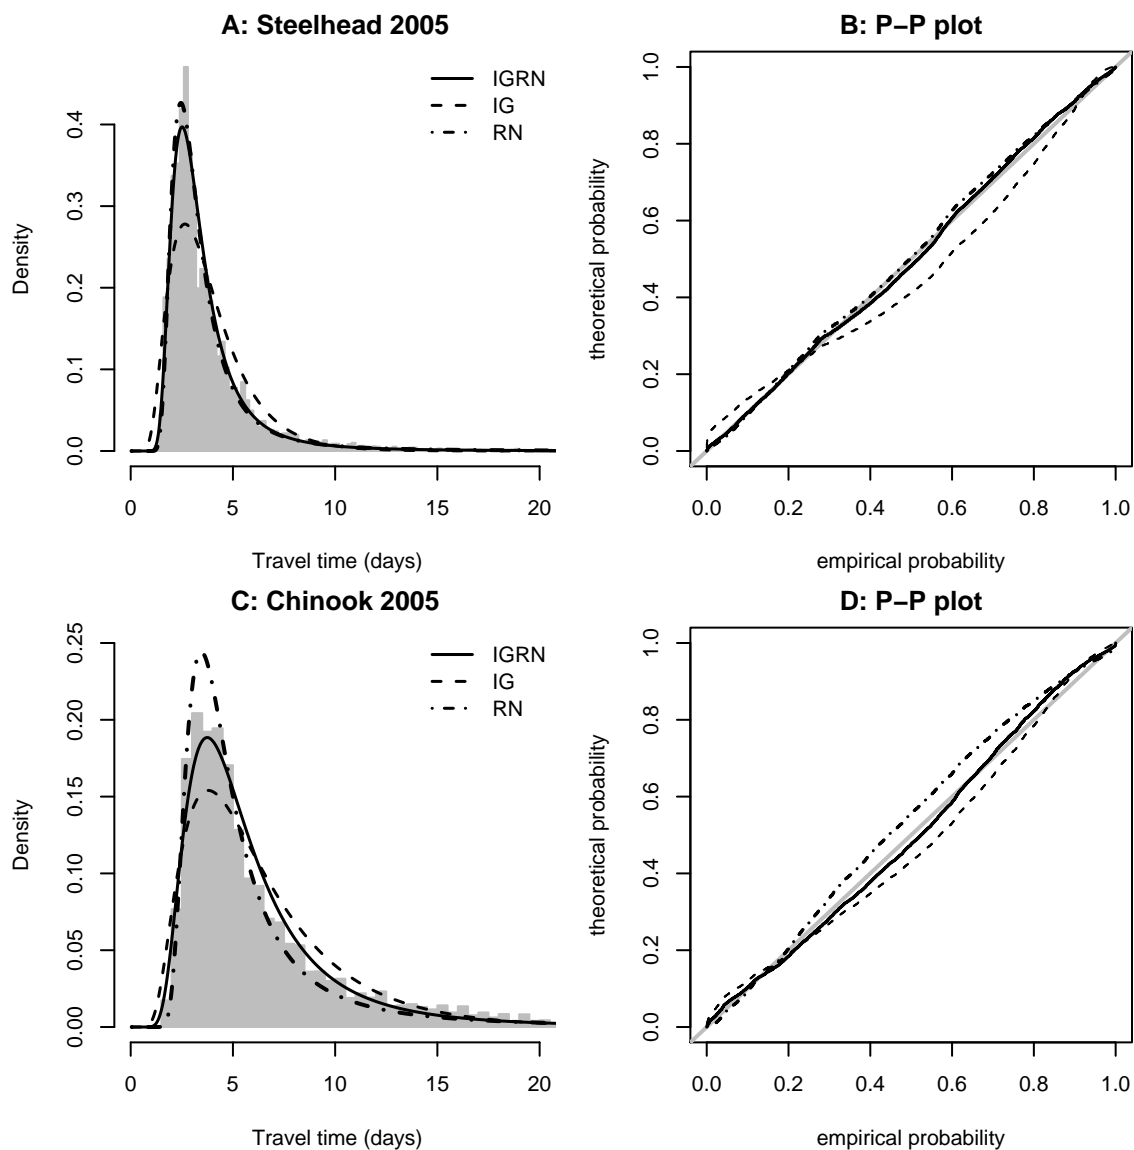 A: Steelhead 2005
IGRN
IG
RN
Density
0.0 0.1 0.2 0.3 0.4
0 5 10 15 20
Travel time (days)
B: P−P plot
theoretical probability
0.0 0.2 0.4 0.6 0.8 1.0
0.0 0.2 0.4 0.6 0.8 1.0
empirical probability
C: Chinook 2005
IGRN
IG
RN
Density
0.00 0.05 0.10 0.15 0.20 0.25
0 5 10 15 20
Travel time (days)
D: P−P plot
theoretical probability
0.0 0.2 0.4 0.6 0.8 1.0
0.0 0.2 0.4 0.6 0.8 1.0
empirical probability